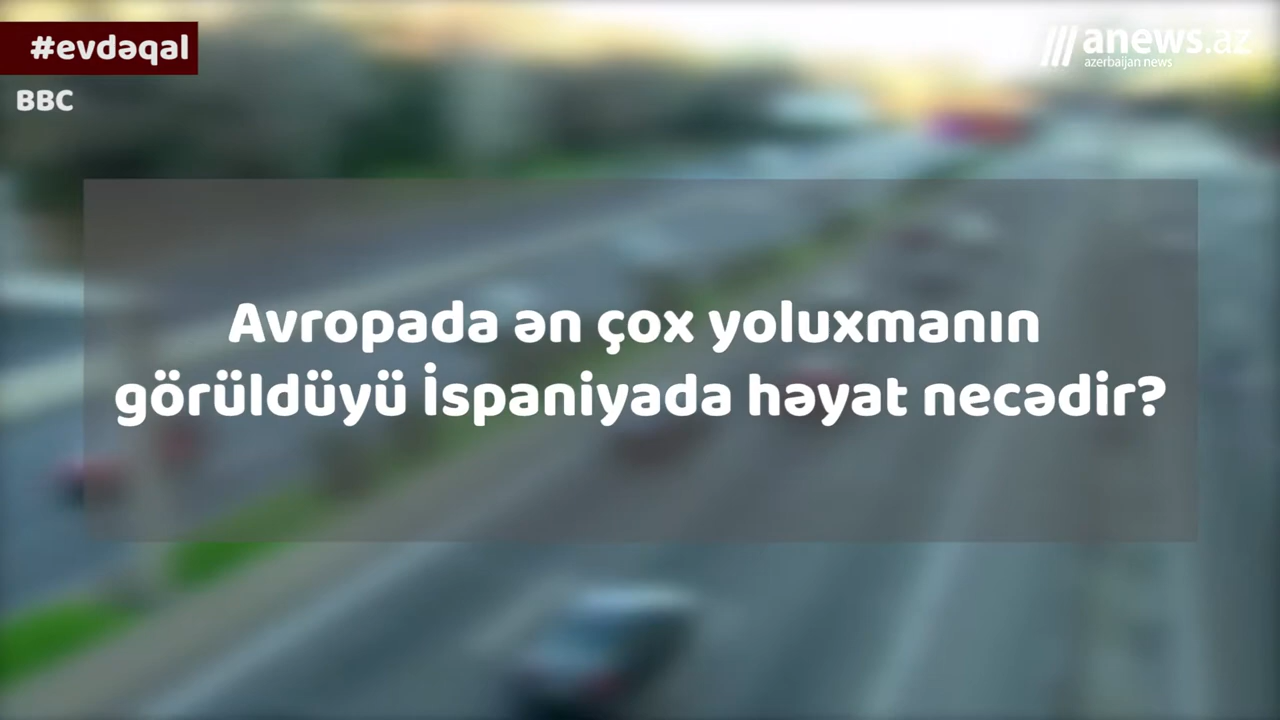 #evdəqal
anews.az
azerbaijan news
BBC
Avropada ən çox yoluxmanın
görüldüyü İspaniyada həyat necədir?